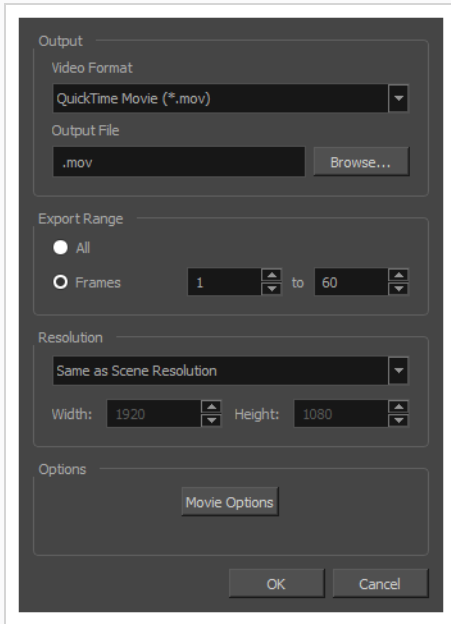 Output
Video Format
QuickTime Movie (*.mov)
Output File
.mov Browse...
Export Range
All
Frames 1 to 60
Resolution
Same as Scene Resolution
Width: 1920 Height: 1080
Options
Movie Options
OK Cancel